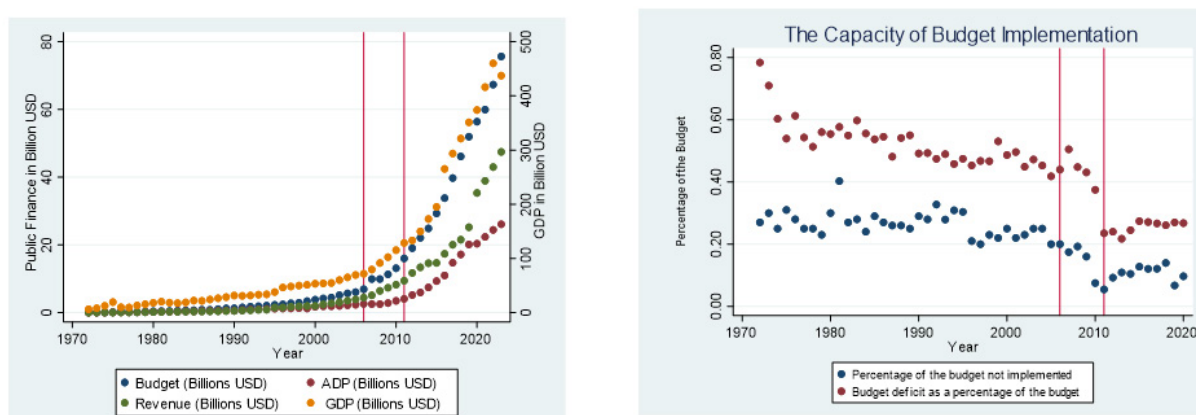 80
60
40
20
0
Public Finance in Billion USD
500
400
300
200
100
0
GDP in Billion USD
1970
1980
1990
2000
2010
2020
Year
Budget (Billions USD)
ADP (Billions USD)
Revenue (Billions USD)
GDP (Billions USD)
The Capacity of Budget Implementation
0.80
0.60
0.40
0.20
0.00
Percentage of the Budget
1970
1980
1990
2000
2010
2020
Year
Percentage of the budget not implemented
Budget deficit as a percentage of the budget